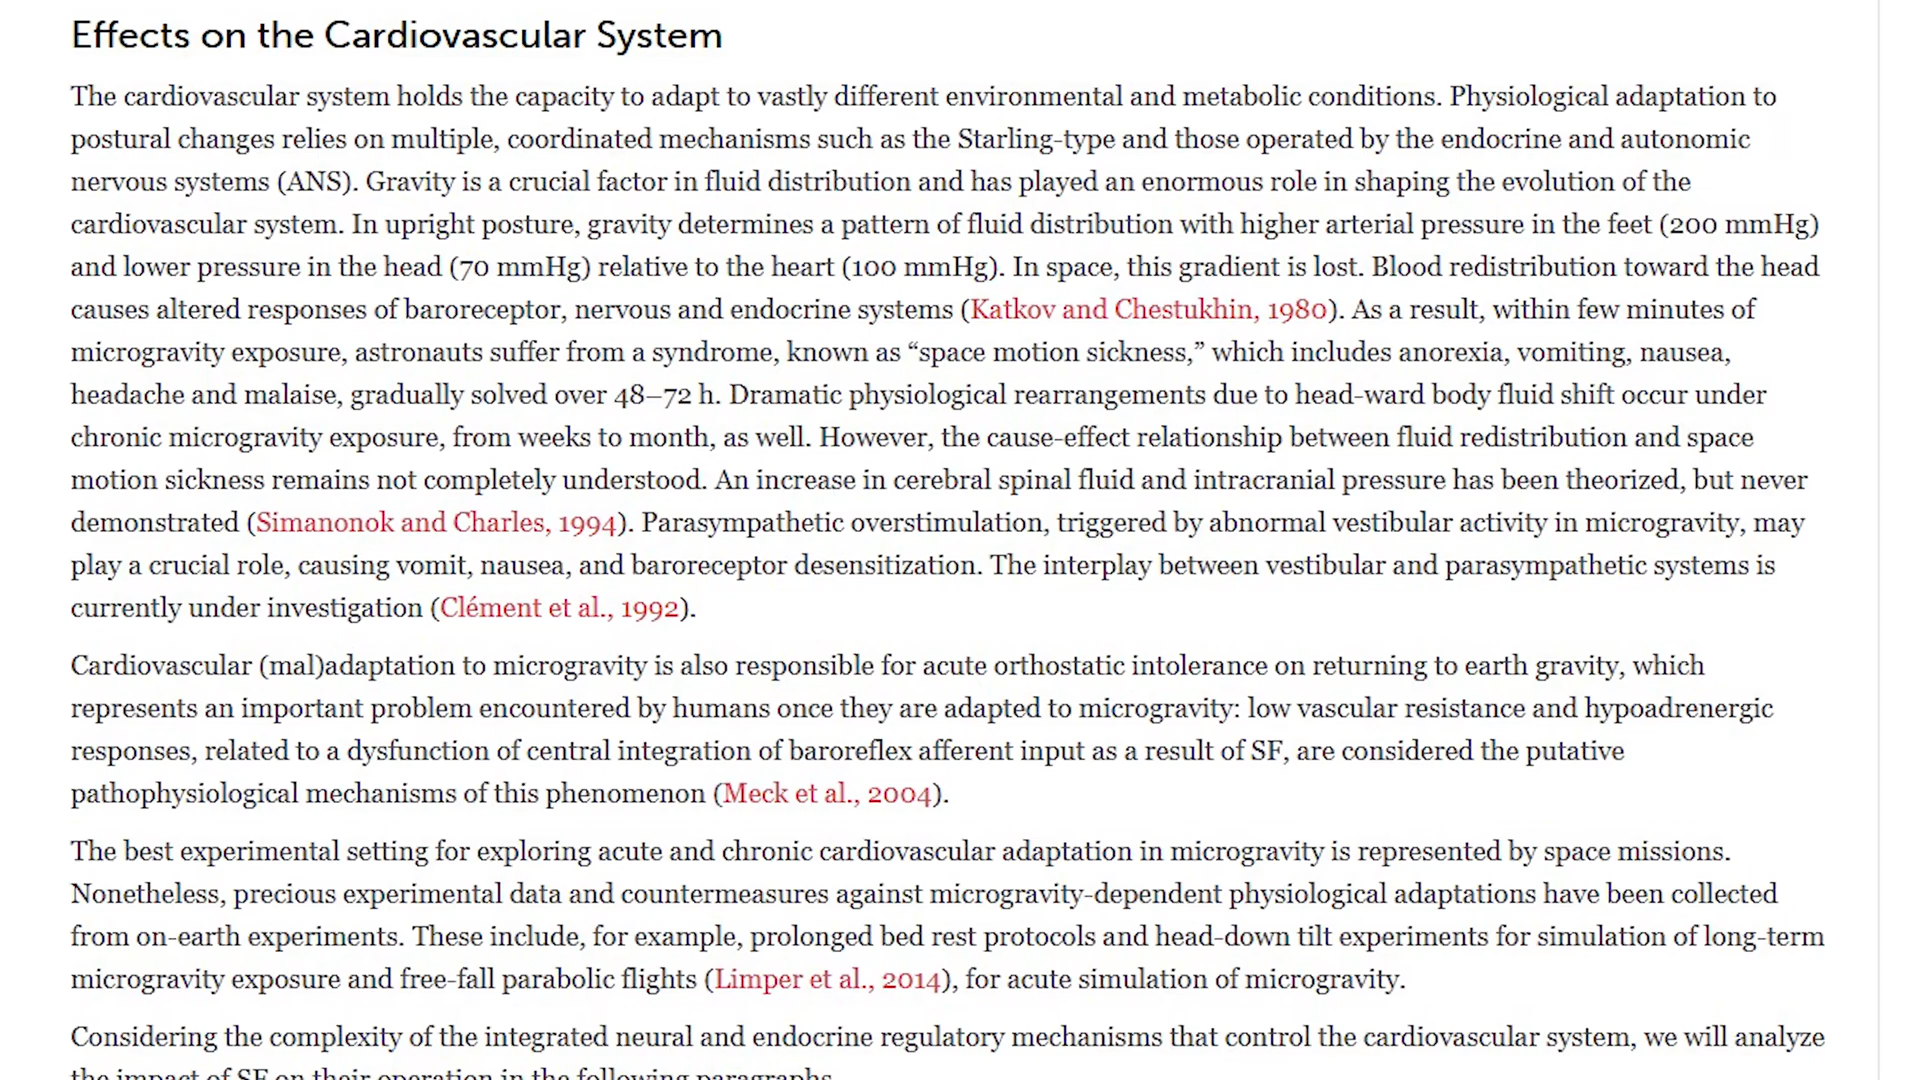 Effects on the Cardiovascular System
The cardiovascular system holds the capacity to adapt to vastly different environmental and metabolic conditions. Physiological adaptation to
postural changes relies on multiple, coordinated mechanisms such as the Starling-type and those operated by the endocrine and autonomic
nervous systems (ANS). Gravity is a crucial factor in fluid distribution and has played an enormous role in shaping the evolution of the
cardiovascular system. In upright posture, gravity determines a pattern of fluid distribution with higher arterial pressure in the feet (200 mmHg)
and lower pressure in the head (70 mmHg) relative to the heart (100 mmHg). In space, this gradient is lost. Blood redistribution toward the head
causes altered responses of baroreceptor, nervous and endocrine systems (Katkov and Chestukhin, 1980). As a result, within few minutes of
microgravity exposure, astronauts suffer from a syndrome, known as “space motion sickness,” which includes anorexia, vomiting, nausea,
headache and malaise, gradually solved over 48–72 h. Dramatic physiological rearrangements due to head-ward body fluid shift occur under
chronic microgravity exposure, from weeks to month, as well. However, the cause-effect relationship between fluid redistribution and space
motion sickness remains not completely understood. An increase in cerebral spinal fluid and intracranial pressure has been theorized, but never
demonstrated (Simanonok and Charles, 1994). Parasympathetic overstimulation, triggered by abnormal vestibular activity in microgravity, may
play a crucial role, causing vomit, nausea, and baroreceptor desensitization. The interplay between vestibular and parasympathetic systems is
currently under investigation (Clément et al., 1992).
Cardiovascular (mal)adaptation to microgravity is also responsible for acute orthostatic intolerance on returning to earth gravity, which
represents an important problem encountered by humans once they are adapted to microgravity: low vascular resistance and hypoadrenergic
responses, related to a dysfunction of central integration of baroreflex afferent input as a result of SF, are considered the putative
pathophysiological mechanisms of this phenomenon (Meck et al., 2004).
The best experimental setting for exploring acute and chronic cardiovascular adaptation in microgravity is represented by space missions.
Nonetheless, precious experimental data and countermeasures against microgravity-dependent physiological adaptations have been collected
from on-earth experiments. These include, for example, prolonged bed rest protocols and head-down tilt experiments for simulation of long-term
microgravity exposure and free-fall parabolic flights (Limper et al., 2014), for acute simulation of microgravity.
Considering the complexity of the integrated neural and endocrine regulatory mechanisms that control the cardiovascular system, we will analyze
the impact of SF on their operation in the following paragraphs.